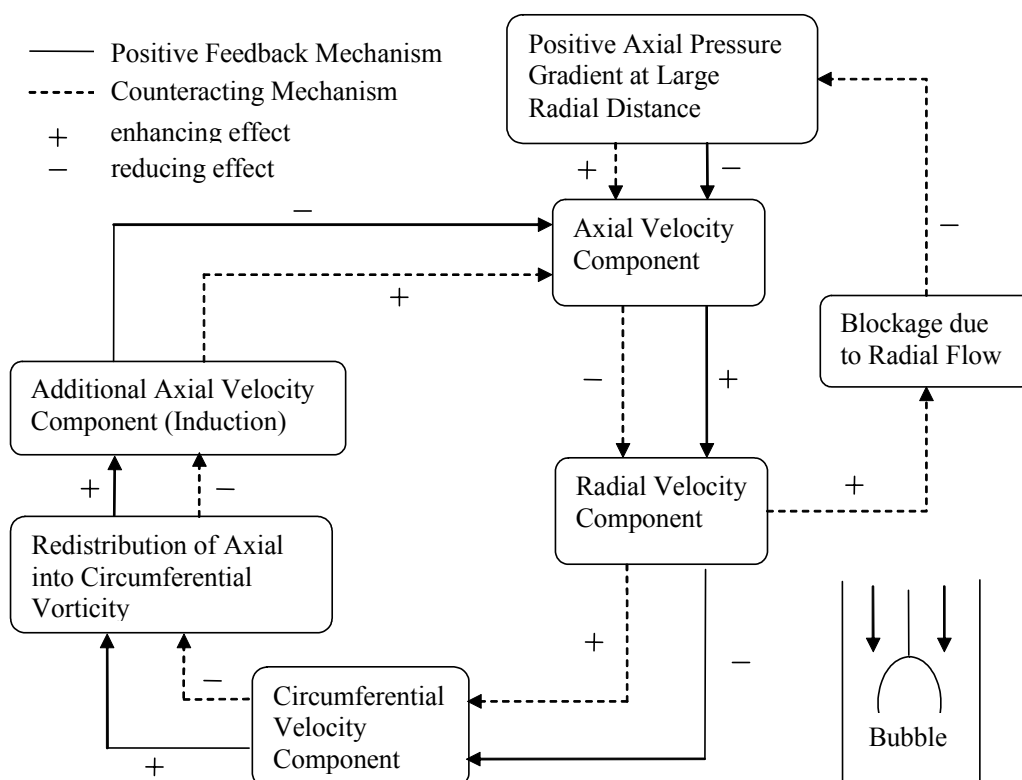 Positive Feedback Mechanism
Counteracting Mechanism
+ enhancing effect
− reducing effect
Positive Axial Pressure
Gradient at Large
Radial Distance
+
−
−
Axial Velocity
Component
+
−
−
+
Blockage due
to Radial Flow
Additional Axial Velocity
Component (Induction)
+
−
Radial Velocity
Component
+
Redistribution of Axial
into Circumferential
Vorticity
+
−
−
Circumferential
Velocity
Component
+
Bubble